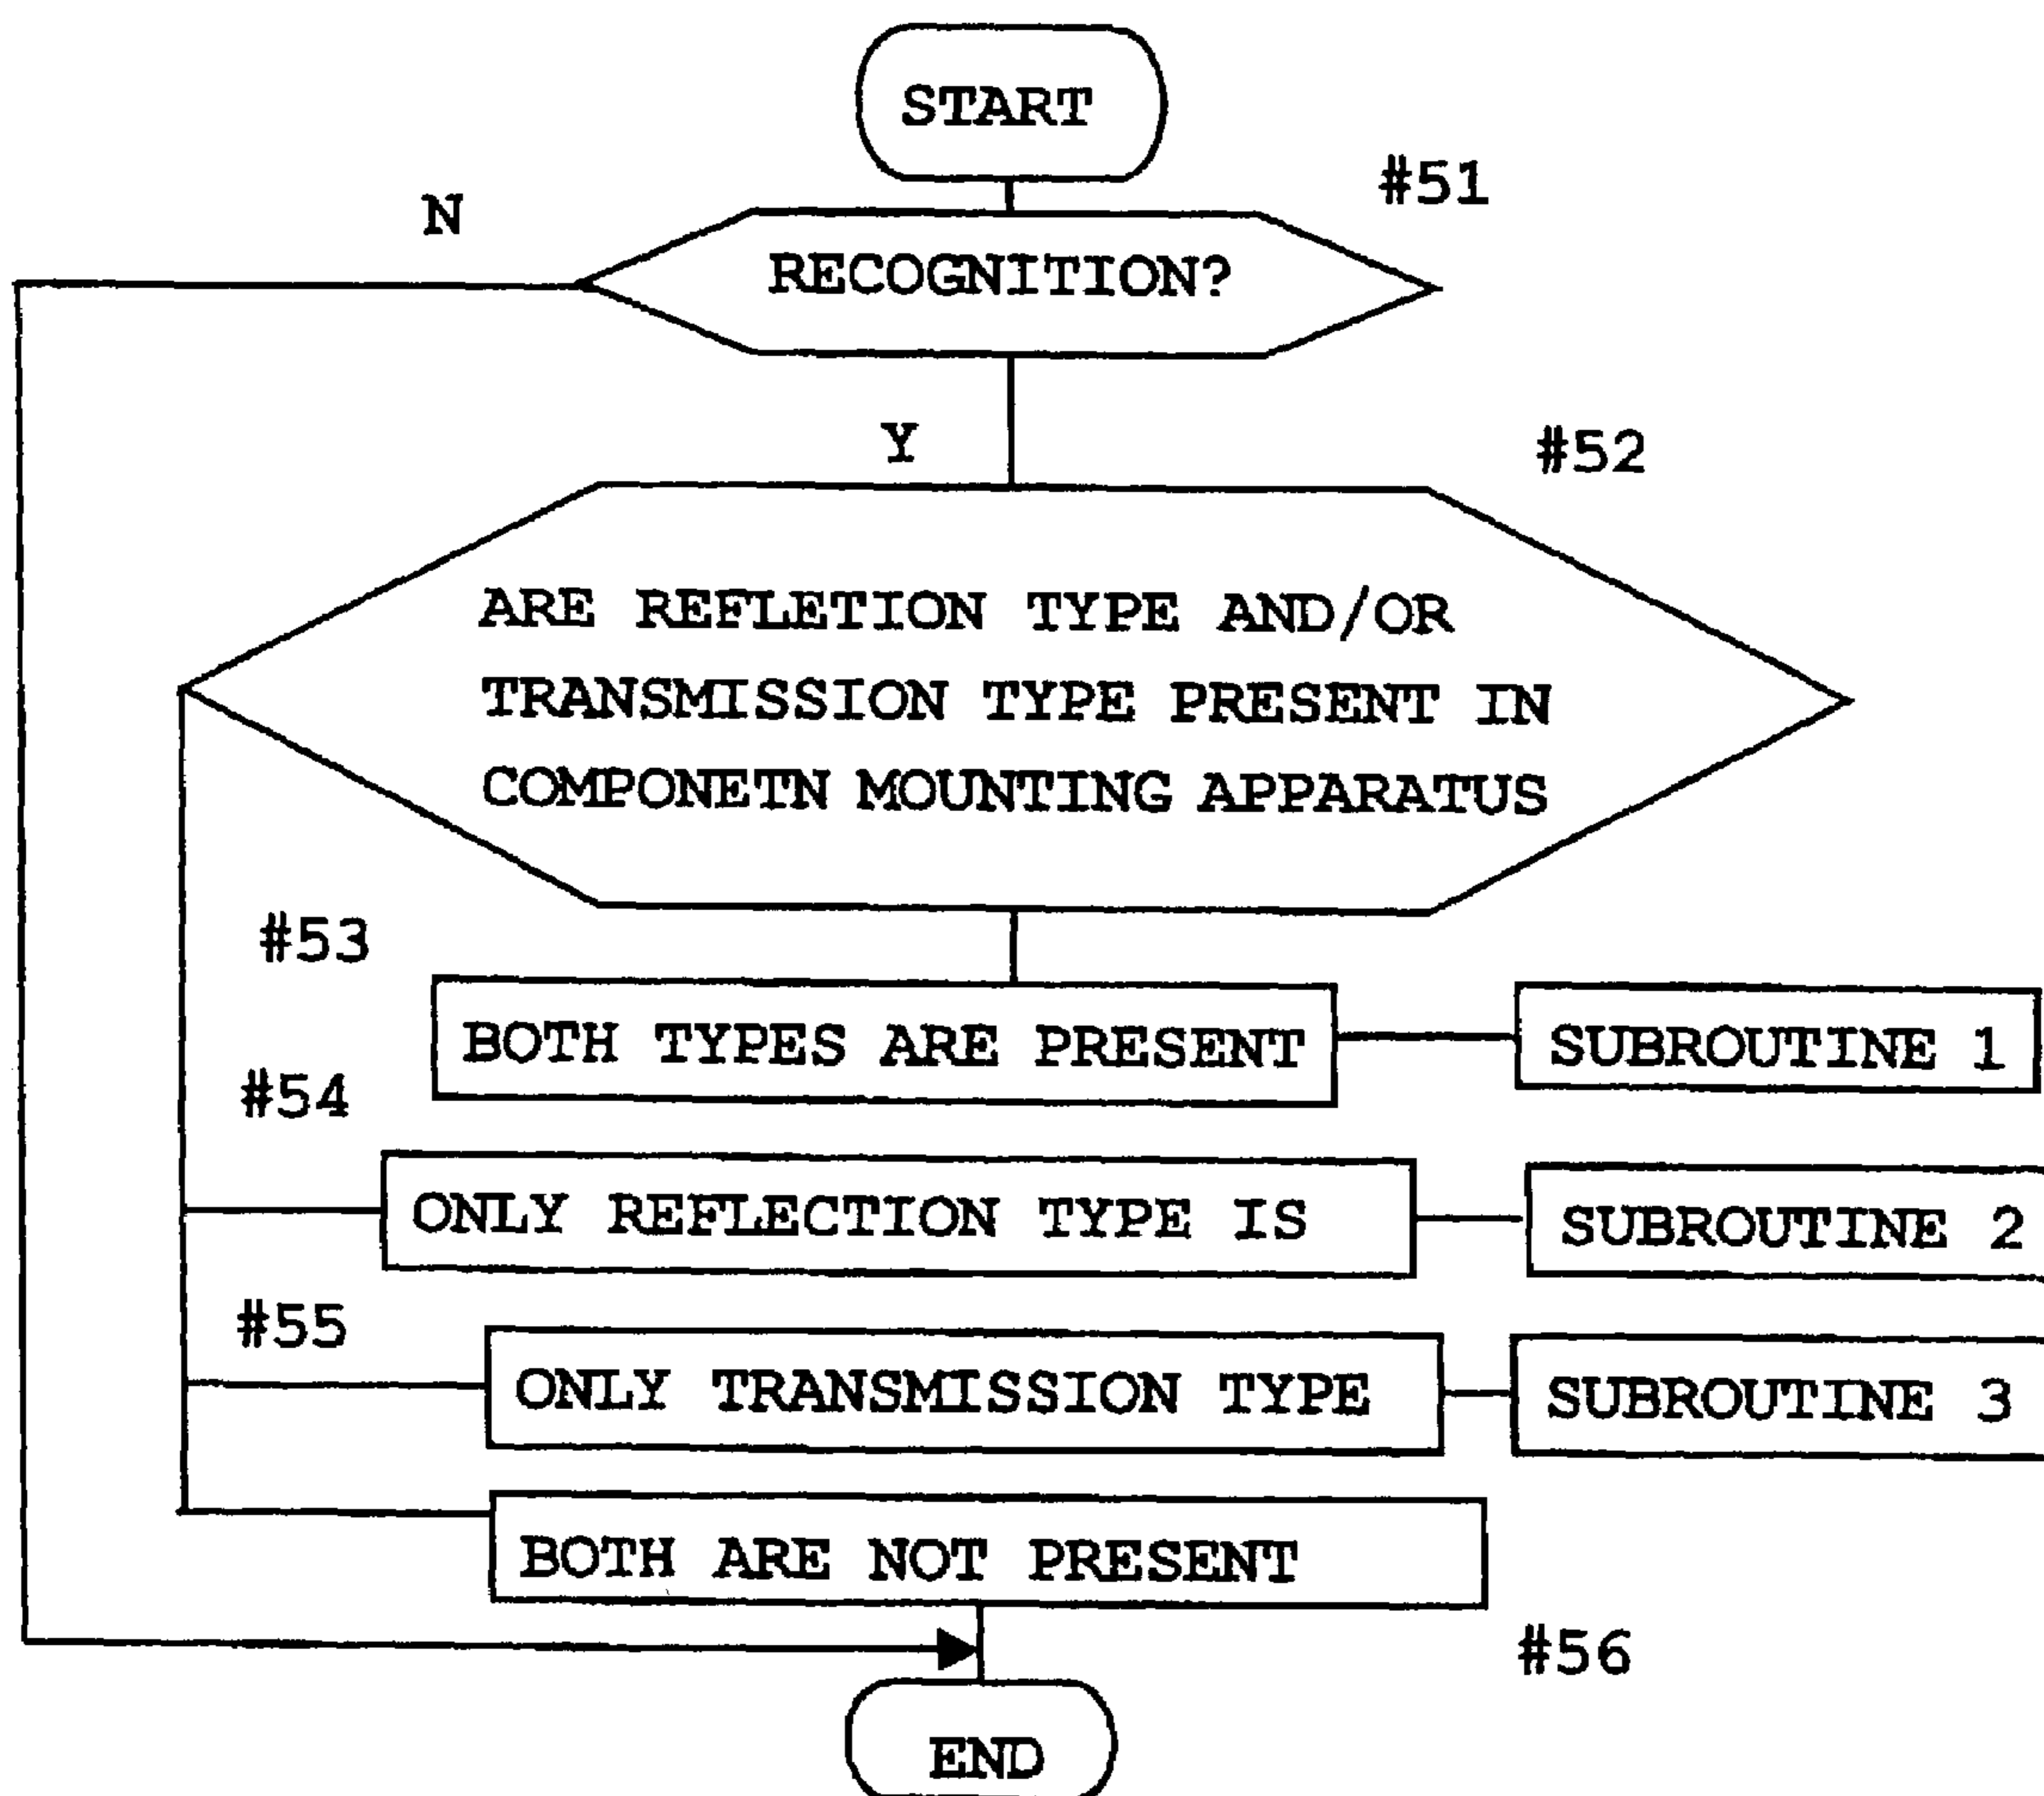 START
#51
N
RECOGNITION?
Y
#52
ARE REFLETION TYPE AND/OR
TRANSMISSION TYPE PRESENT IN
COMPONETN MOUNTING APPARATUS
#53
BOTH TYPES ARE PRESENT
SUBROUTINE 1
#54
ONLY REFLECTION TYPE IS
SUBROUTINE 2
#55
ONLY TRANSMISSION TYPE
SUBROUTINE 3
BOTH ARE NOT PRESENT
#56
END